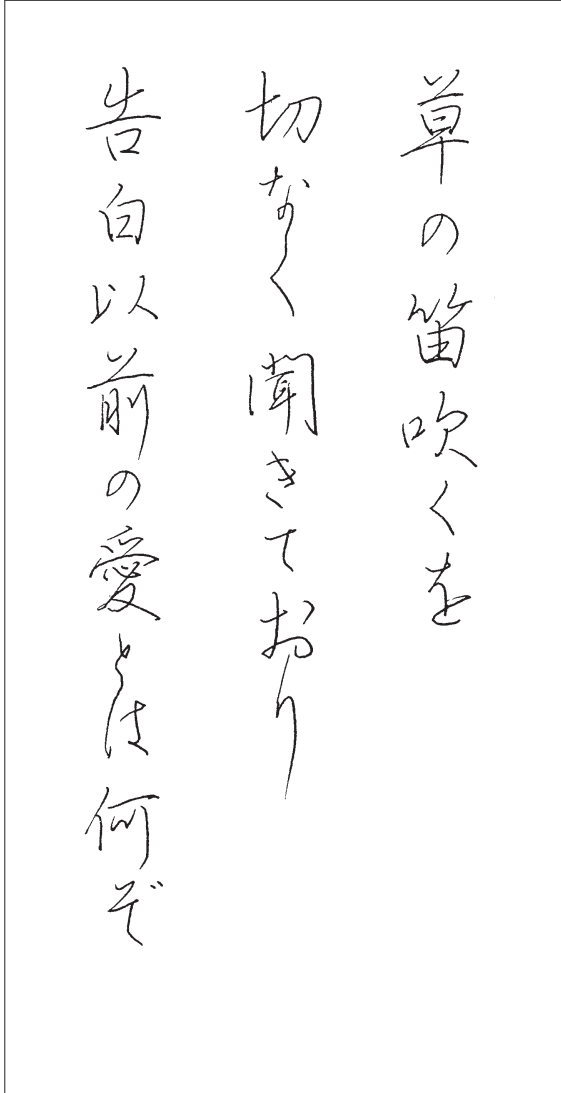 草の笛吹くを
切なく聞きており
告白以前の愛とは何ぞ